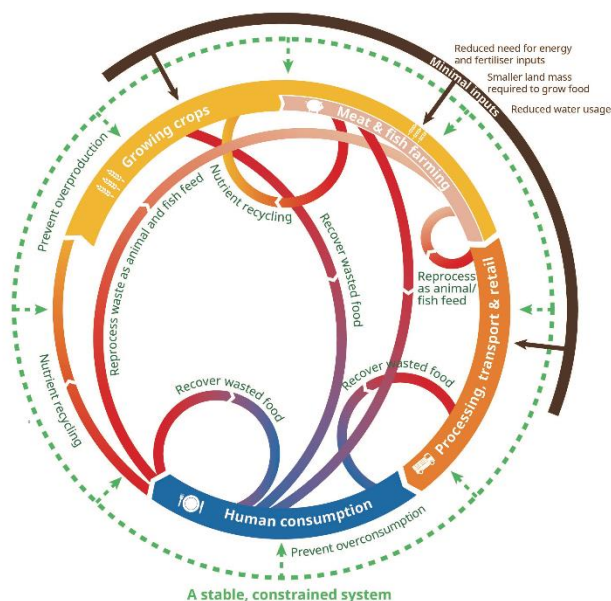 Reduced need for energy
and fertiliser inputs
Smaller land mass
required to grow food
Reduced water usage
Minimal inputs
Growing crops
Meat & fish farming
Prevent overproduction
Nutrient recycling
Reprocess waste as animal and fish feed
Recover wasted food
Reprocess
as animal/
fish feed
Processing, transport & retail
Recover wasted food
Recover wasted food
Nutrient recycling
Human consumption
Prevent overconsumption
A stable, constrained system